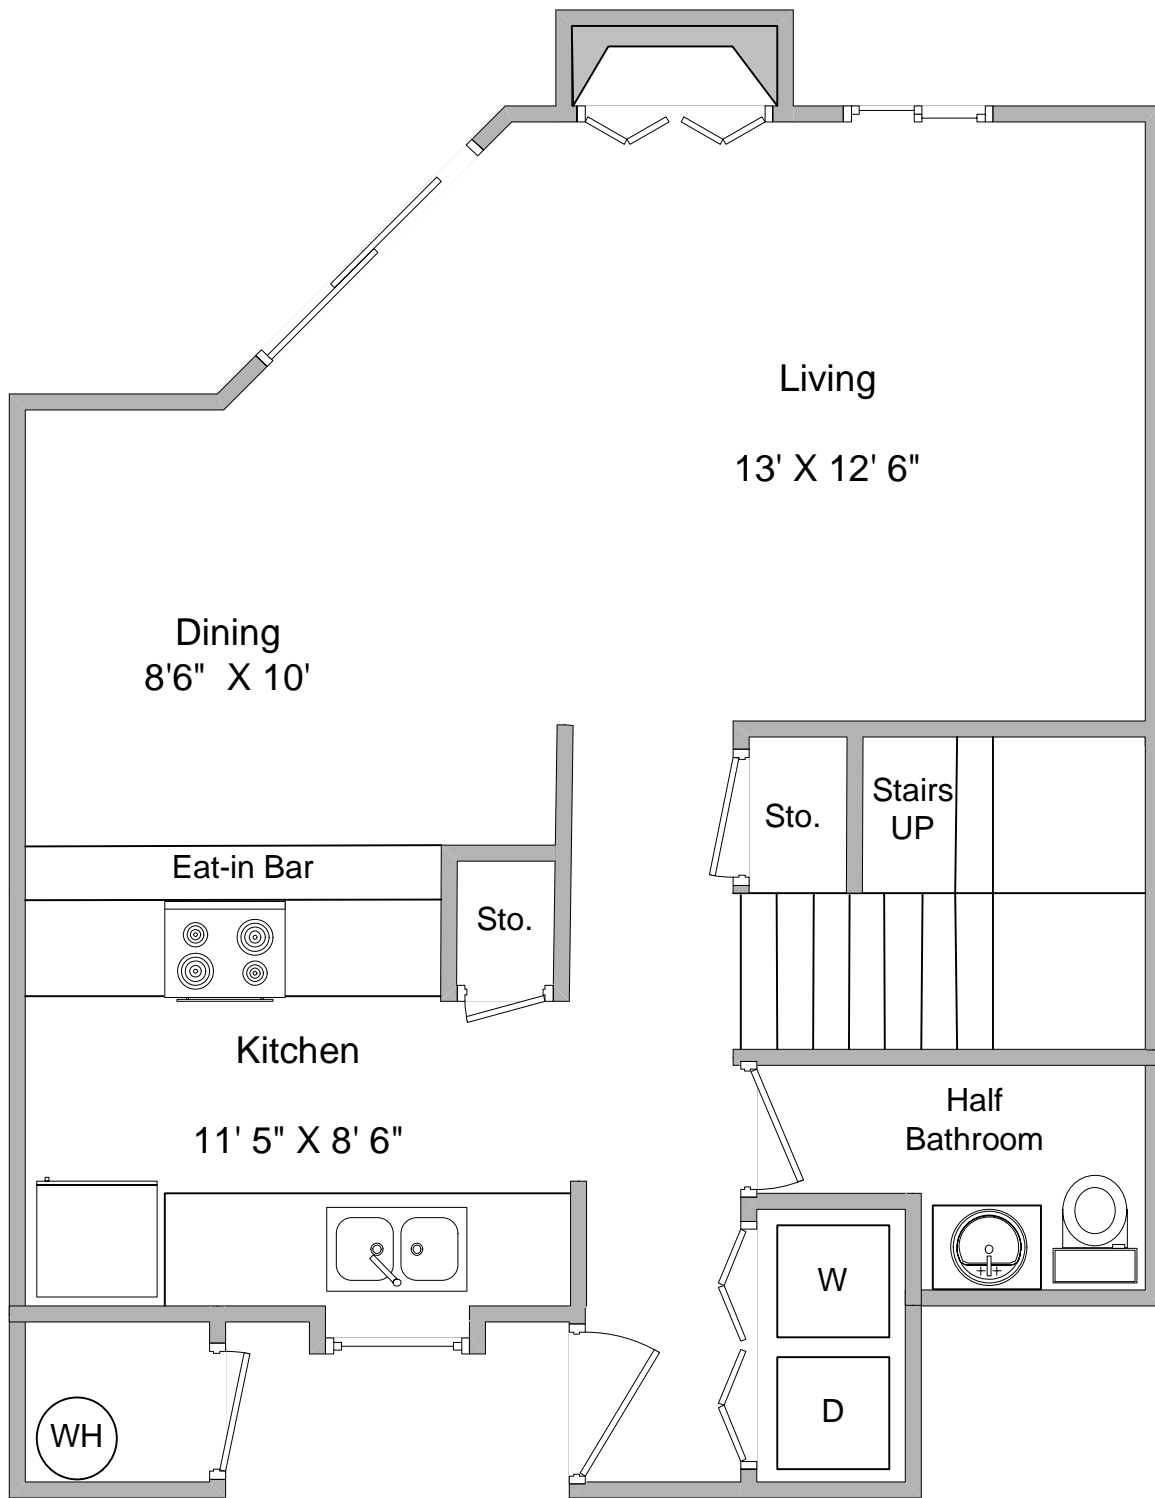 Living
13' X 12' 6"
Dining
8'6" X 10'
Stairs
UP
Sto.
Eat-in Bar
Sto.
Kitchen
11' 5" X 8' 6"
Half
Bathroom
W
D
WH